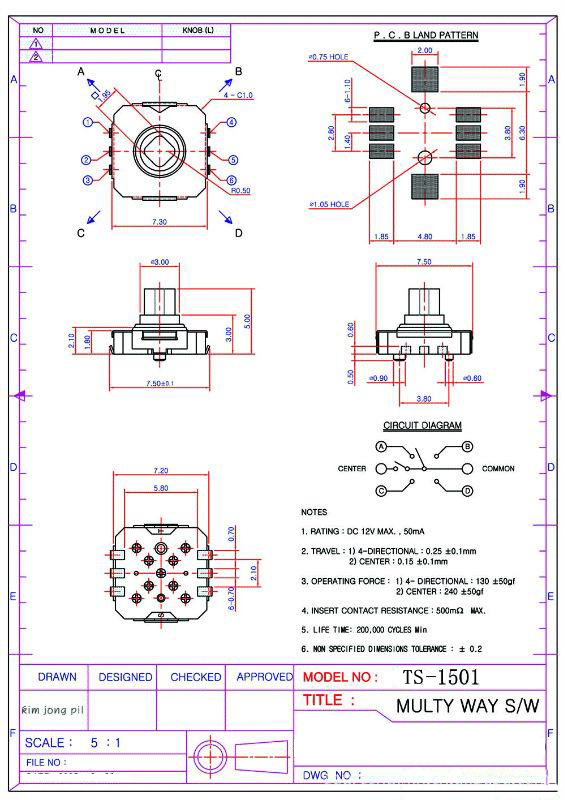 NO MODEL KNOB (L)
1
2
P . C . B LAND PATTERN
A B
C
L
4 - C1.0
1.95
1 4
2 5
3 6
R0.50
C D
7.30
2.00
ø0.75 HOLE
1.90
6-1.10
2.80
1.40
3.80
6.30
ø1.05 HOLE
1.90
1.85 4.80 1.85
ø3.00
5.00
3.00
2.10
1.80
7.50±0.1
7.50
0.60
0.50
ø0.90 ø0.60
3.80
CIRCUIT DIAGRAM
A B
CENTER COMMON
C D
7.20
5.80
0.70
2.10
6-0.70
NOTES
1. RATING : DC 12V MAX. , 50mA
2. TRAVEL : 1) 4-DIRECTIONAL : 0.25 ±0.1mm
2) CENTER : 0.15 ±0.1mm
3. OPERATING FORCE : 1) 4- DIRECTIONAL : 130 ±50gf
2) CENTER : 240 ±50gf
4. INSERT CONTACT RESISTANCE : 500mΩ MAX.
5. LIFE TIME: 200,000 CYCLES Min
6. NON SPECIFIED DIMENSIONS TOLERANCE : ± 0.2
A A
B B
C C
D D
E E
F F
DRAWN DESIGNED CHECKED APPROVED
kim jong pil
SCALE : 5 : 1
FILE NO :
MODEL NO : TS-1501
TITLE : MULTY WAY S/W
DWG NO :